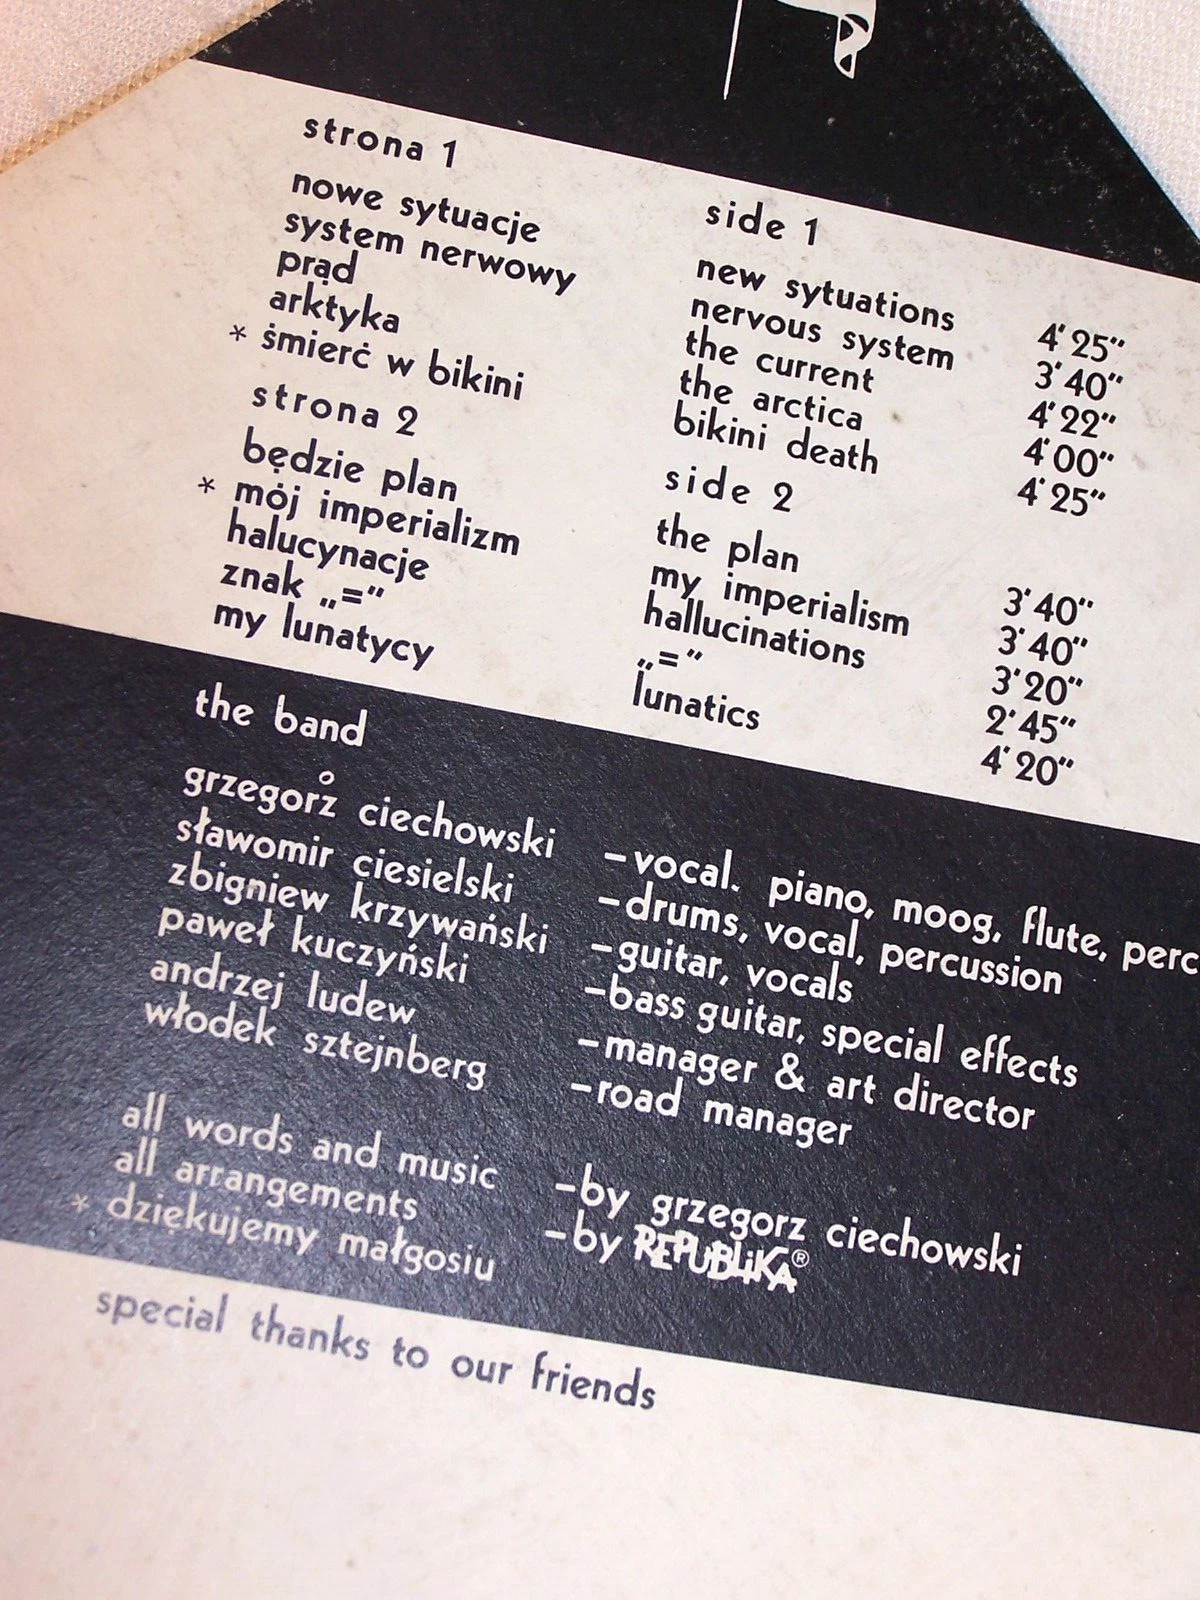 strona 1
nowe sytuacje
system nerwowy
prąd
arktyka
* śmierć w bikini
strona 2
będzie plan
* mój imperializm
halucynacje
znak „="
my lunatycy
side 1
new sytuations 4'25"
nervous system 3'40"
the current 4'22"
the arctica 4'00"
bikini death 4'25"
side 2
the plan 3'40"
my imperialism 3'40"
hallucinations 3'20"
„=" 2'45"
lunatics 4'20"
the band
grzegorz ciechowski – vocal. piano, moog, flute, perc
sławomir ciesielski – drums, vocal, percussion
zbigniew krzywański – guitar, vocals
paweł kuczyński – bass guitar, special effects
andrzej ludew – manager & art director
włodek sztejnberg – road manager
all words and music – by grzegorz ciechowski
all arrangements – by REPUBLiKA®
* dziękujemy małgosiu
special thanks to our friends